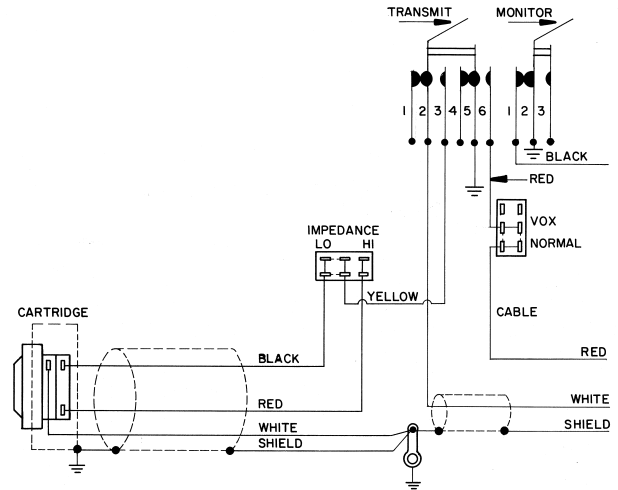 TRANSMIT MONITOR
1 2 3 4 5 6 1 2 3
BLACK
RED
VOX
NORMAL
IMPEDANCE
LO HI
YELLOW
CABLE
CARTRIDGE
BLACK
RED
RED
WHITE
WHITE
SHIELD
SHIELD